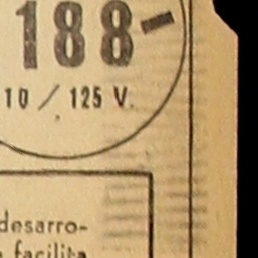 188-
10 / 125 V.
desarro-
facilita